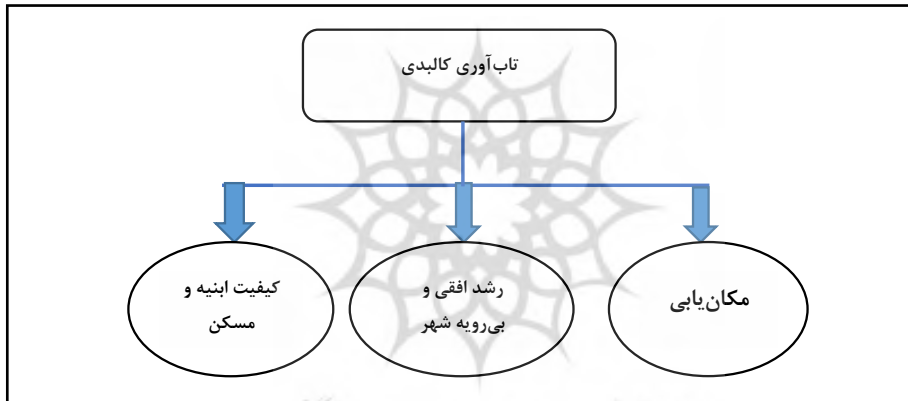 تاب‌آوری کالبدی
مکان‌یابی
رشد افقی و
بی‌رویه شهر
کیفیت ابنیه و
مسکن